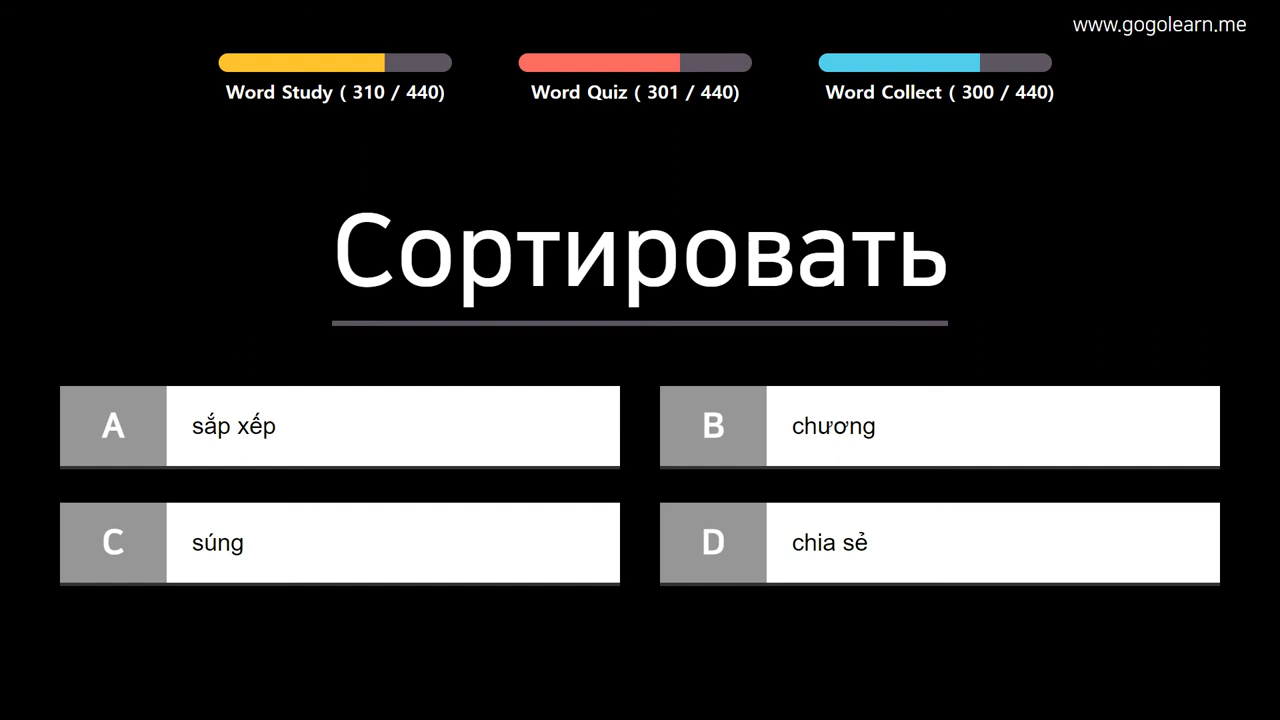 www.gogolearn.me
Word Study ( 310 / 440)
Word Quiz ( 301 / 440)
Word Collect ( 300 / 440)
Сортировать
A
sắp xếp
B
chương
C
súng
D
chia sẻ